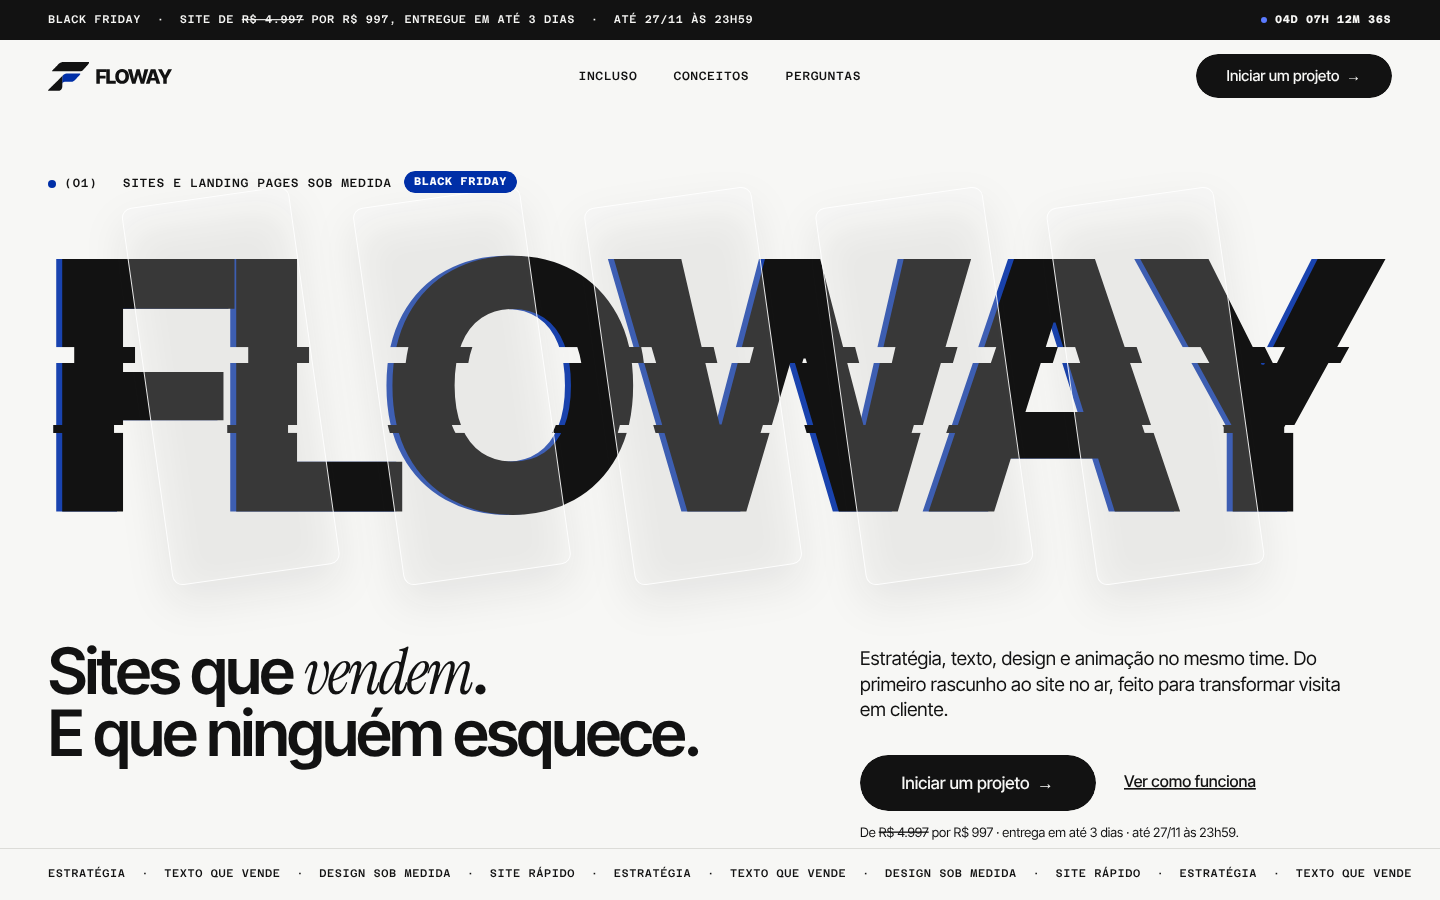 BLACK FRIDAY · SITE DE R$ 4.997 POR R$ 997, ENTREGUE EM ATÉ 3 DIAS · ATÉ 27/11 ÀS 23H59
04D 07H 12M 36S
FLOWAY
INCLUSO CONCEITOS PERGUNTAS
Iniciar um projeto →
(01) SITES E LANDING PAGES SOB MEDIDA BLACK FRIDAY
FLOWAY
Sites que vendem.
E que ninguém esquece.
Estratégia, texto, design e animação no mesmo time. Do
primeiro rascunho ao site no ar, feito para transformar visita
em cliente.
Iniciar um projeto →
Ver como funciona
De R$ 4.997 por R$ 997 · entrega em até 3 dias · até 27/11 às 23h59.
ESTRATÉGIA · TEXTO QUE VENDE · DESIGN SOB MEDIDA · SITE RÁPIDO · ESTRATÉGIA · TEXTO QUE VENDE · DESIGN SOB MEDIDA · SITE RÁPIDO · ESTRATÉGIA · TEXTO QUE VENDE